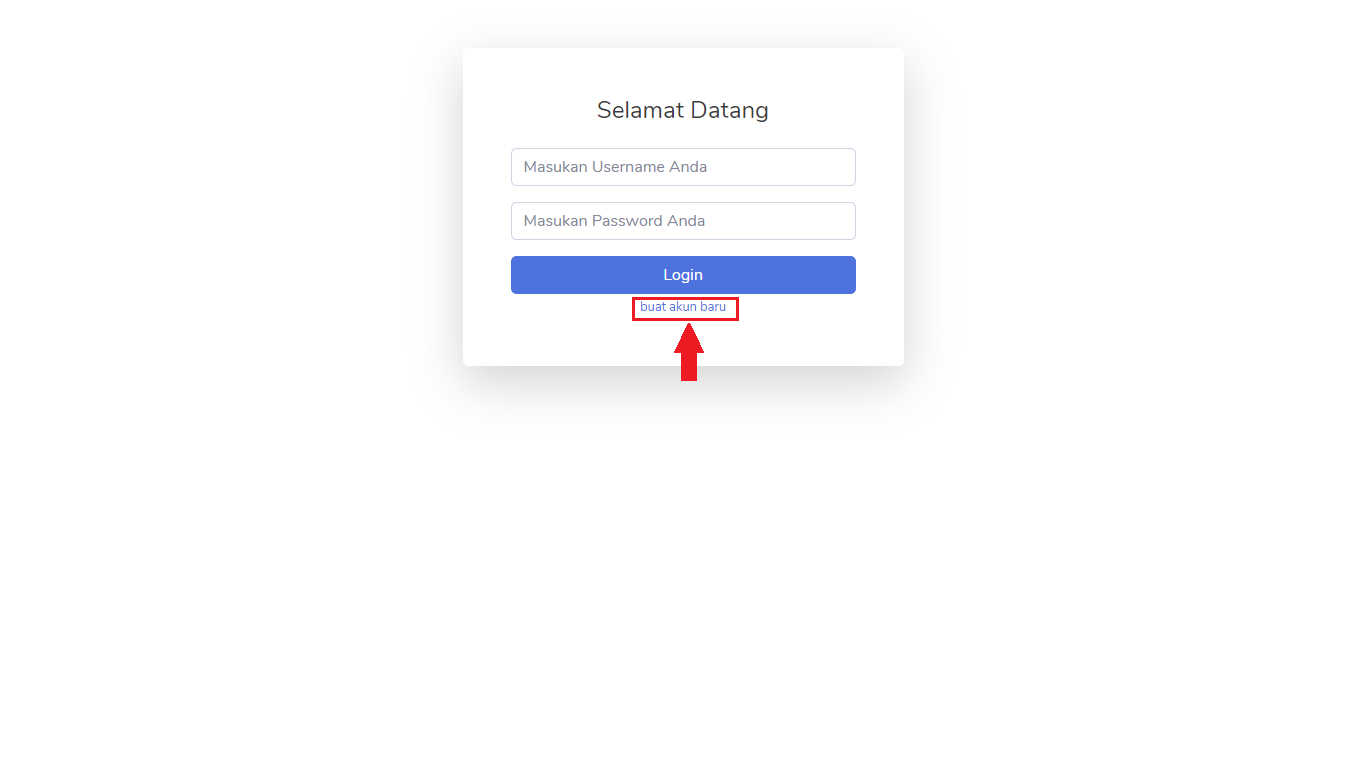 Selamat Datang
Masukan Username Anda
Masukan Password Anda
Login
buat akun baru